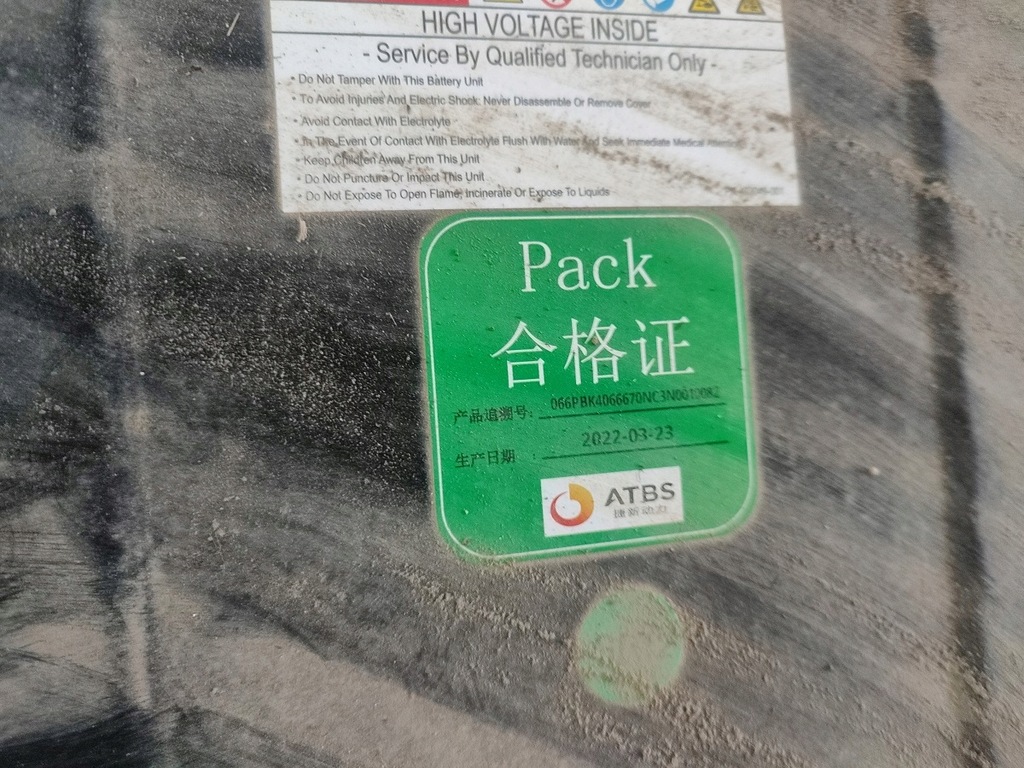 HIGH VOLTAGE INSIDE
- Service By Qualified Technician Only -
• Do Not Tamper With This Battery Unit
• To Avoid Injuries And Electric Shock: Never Disassemble Or Remove Cover
• Avoid Contact With Electrolyte
• In The Event Of Contact With Electrolyte Flush With Water And Seek Immediate Medical
• Keep Children Away From This Unit
• Do Not Puncture Or Impact This Unit
• Do Not Expose To Open Flame, Incinerate Or Expose To Liquids
Pack
合格证
产品追溯号:
生产日期 : 2022-03-23
ATBS
捷新动力